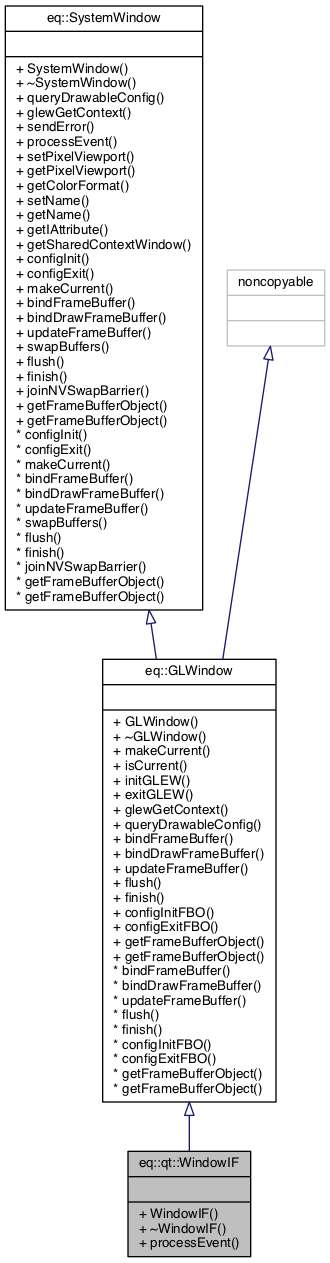 eq::SystemWindow
+ SystemWindow()
+ ~SystemWindow()
+ queryDrawableConfig()
+ glewGetContext()
+ sendError()
+ processEvent()
+ setPixelViewport()
+ getPixelViewport()
+ getColorFormat()
+ setName()
+ getName()
+ getIAttribute()
+ getSharedContextWindow()
+ configInit()
+ configExit()
+ makeCurrent()
+ bindFrameBuffer()
+ bindDrawFrameBuffer()
+ updateFrameBuffer()
+ swapBuffers()
+ flush()
+ finish()
+ joinNVSwapBarrier()
+ getFrameBufferObject()
+ getFrameBufferObject()
* configInit()
* configExit()
* makeCurrent()
* bindFrameBuffer()
* bindDrawFrameBuffer()
* updateFrameBuffer()
* swapBuffers()
* flush()
* finish()
* joinNVSwapBarrier()
* getFrameBufferObject()
* getFrameBufferObject()
noncopyable
eq::GLWindow
+ GLWindow()
+ ~GLWindow()
+ makeCurrent()
+ isCurrent()
+ initGLEW()
+ exitGLEW()
+ glewGetContext()
+ queryDrawableConfig()
+ bindFrameBuffer()
+ bindDrawFrameBuffer()
+ updateFrameBuffer()
+ flush()
+ finish()
+ configInitFBO()
+ configExitFBO()
+ getFrameBufferObject()
+ getFrameBufferObject()
* bindFrameBuffer()
* bindDrawFrameBuffer()
* updateFrameBuffer()
* flush()
* finish()
* configInitFBO()
* configExitFBO()
* getFrameBufferObject()
* getFrameBufferObject()
eq::qt::WindowIF
+ WindowIF()
+ ~WindowIF()
+ processEvent()